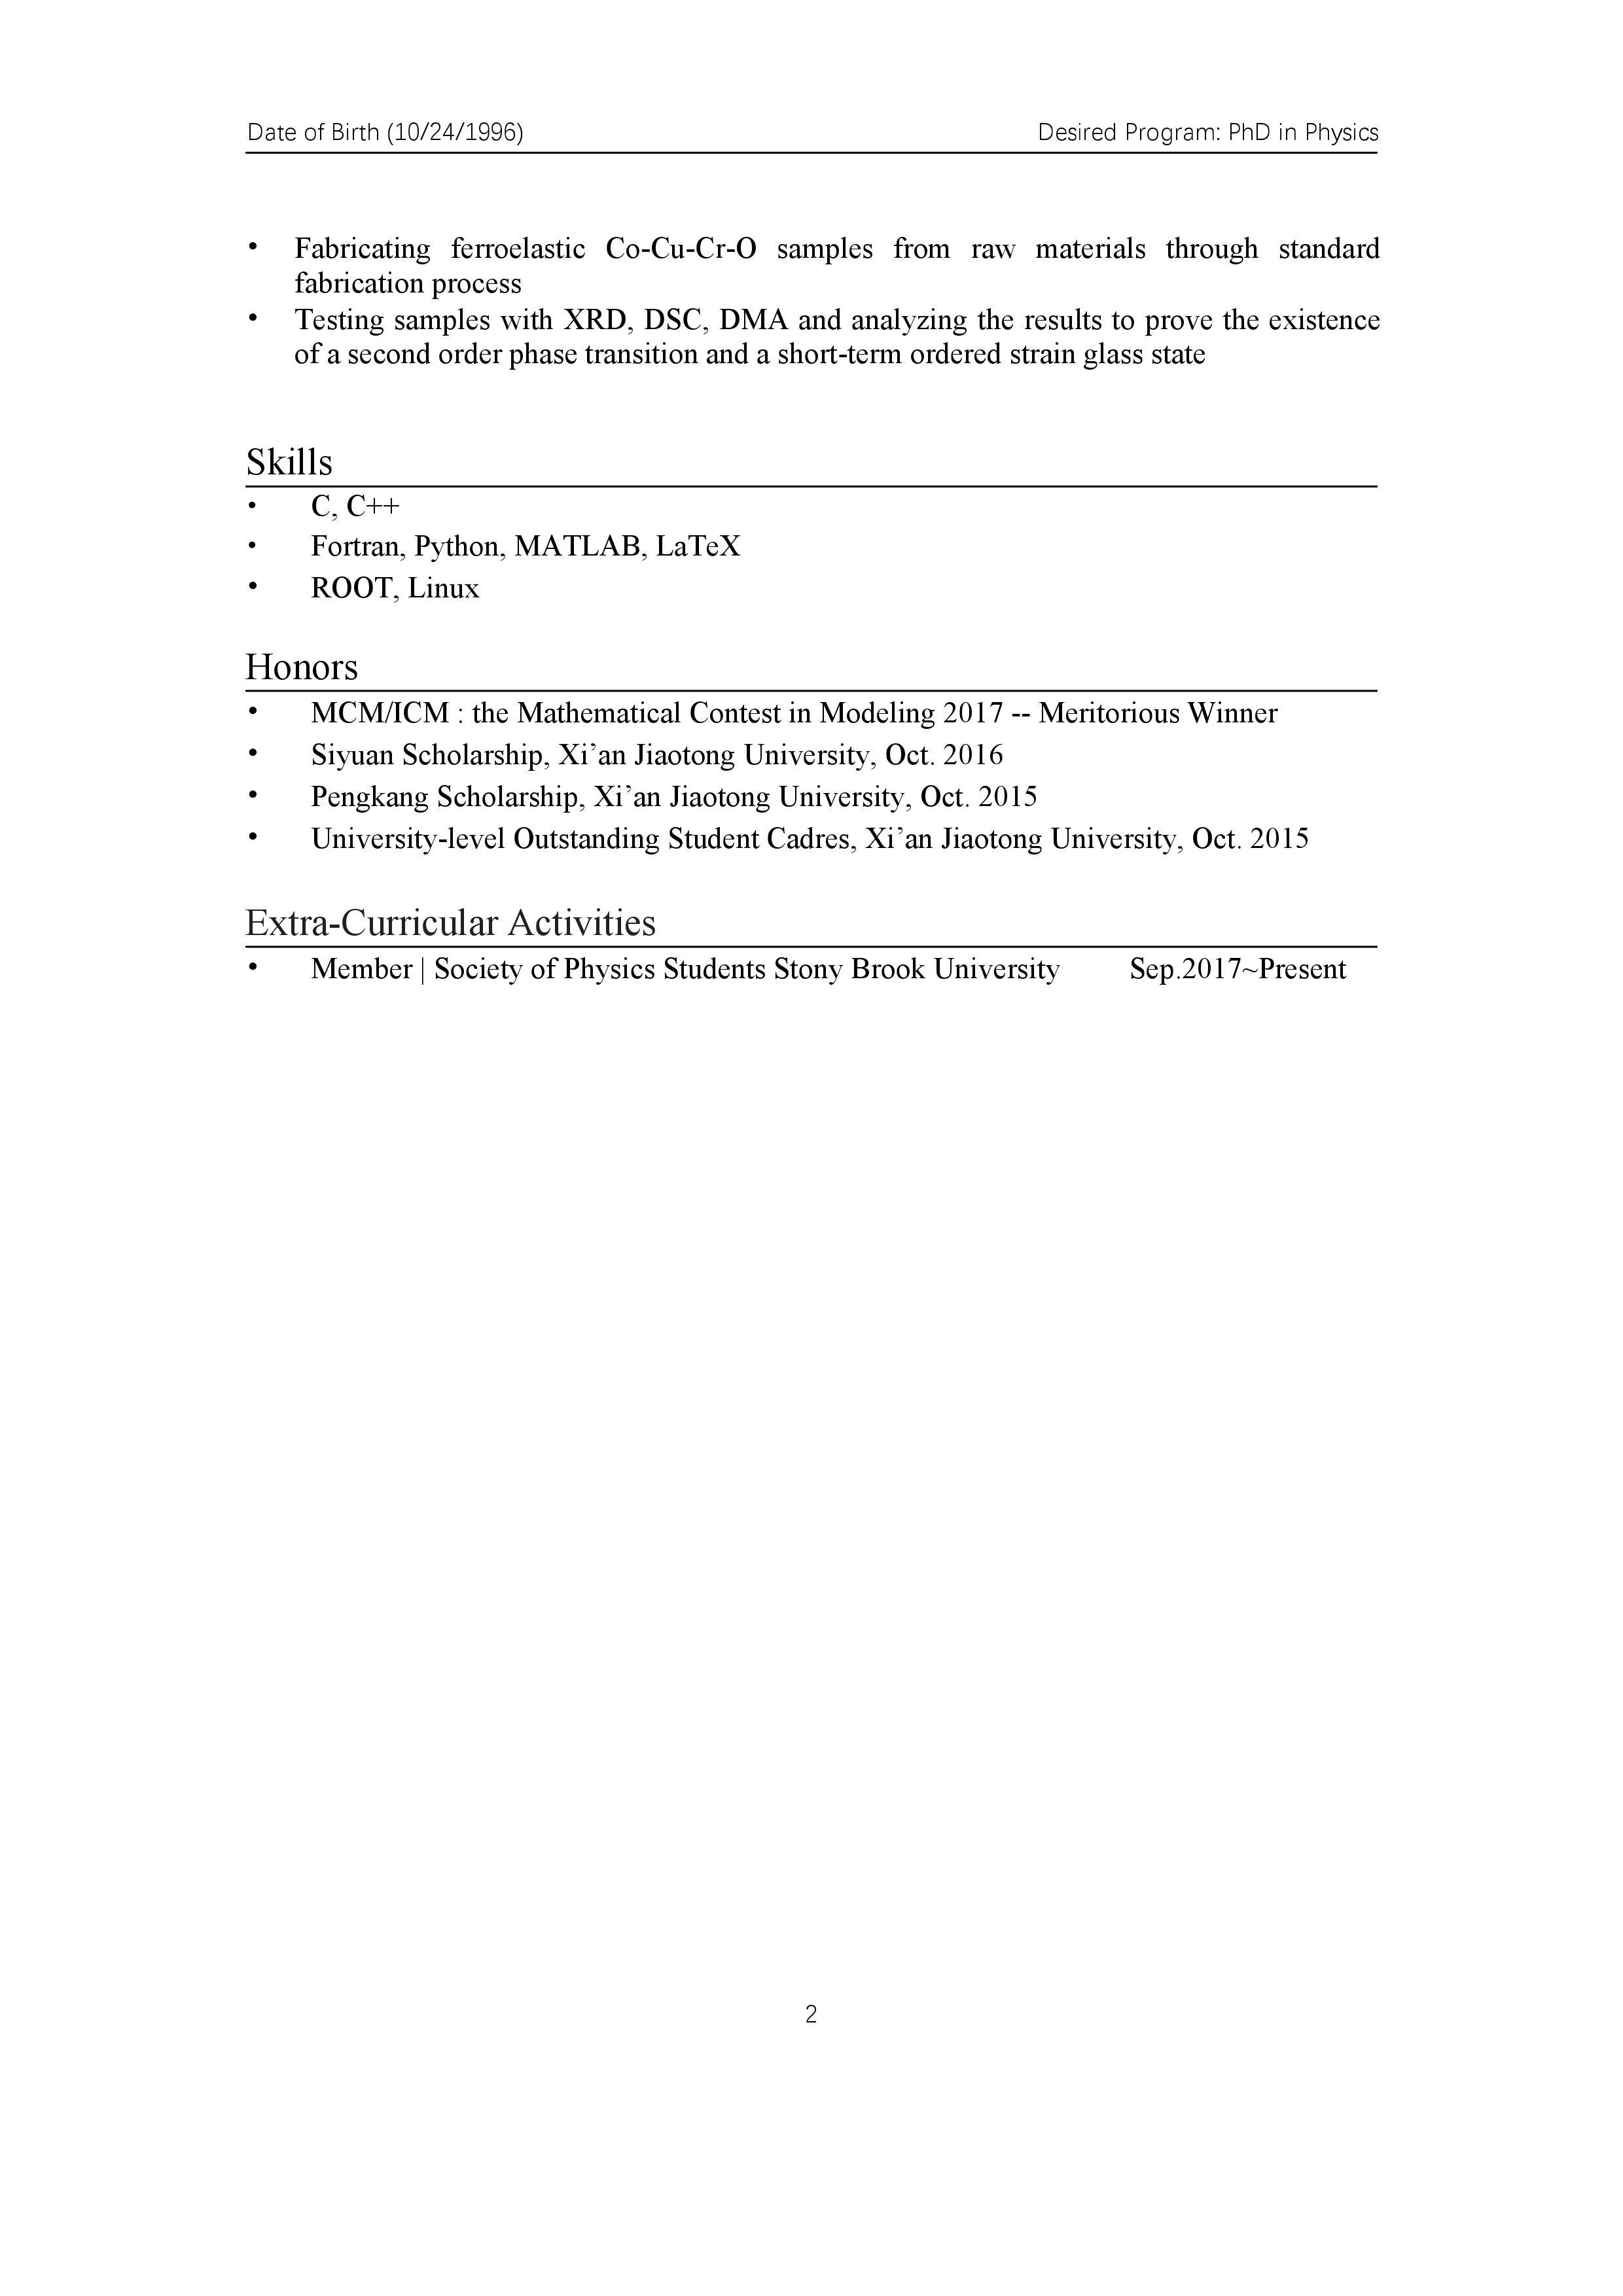 Date of Birth (10/24/1996) Desired Program: PhD in Physics
• Fabricating ferroelastic Co-Cu-Cr-O samples from raw materials through standard
fabrication process
• Testing samples with XRD, DSC, DMA and analyzing the results to prove the existence
of a second order phase transition and a short-term ordered strain glass state
Skills
• C, C++
• Fortran, Python, MATLAB, LaTeX
• ROOT, Linux
Honors
• MCM/ICM : the Mathematical Contest in Modeling 2017 -- Meritorious Winner
• Siyuan Scholarship, Xi’an Jiaotong University, Oct. 2016
• Pengkang Scholarship, Xi’an Jiaotong University, Oct. 2015
• University-level Outstanding Student Cadres, Xi’an Jiaotong University, Oct. 2015
Extra-Curricular Activities
• Member | Society of Physics Students Stony Brook University Sep.2017~Present
2